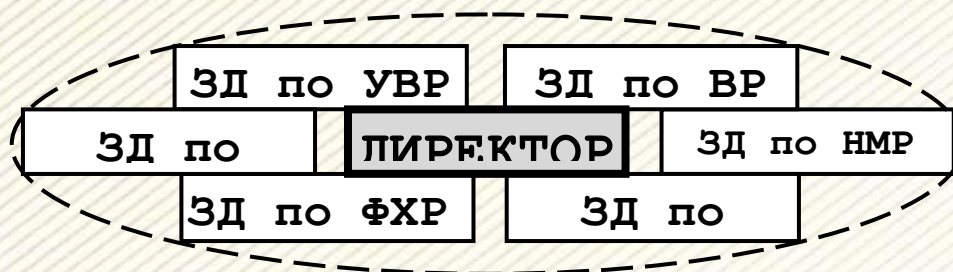 ЗД по УВР
ЗД по ВР
ЗД по
ДИРЕКТОР
ЗД по НМР
ЗД по ФХР
ЗД по